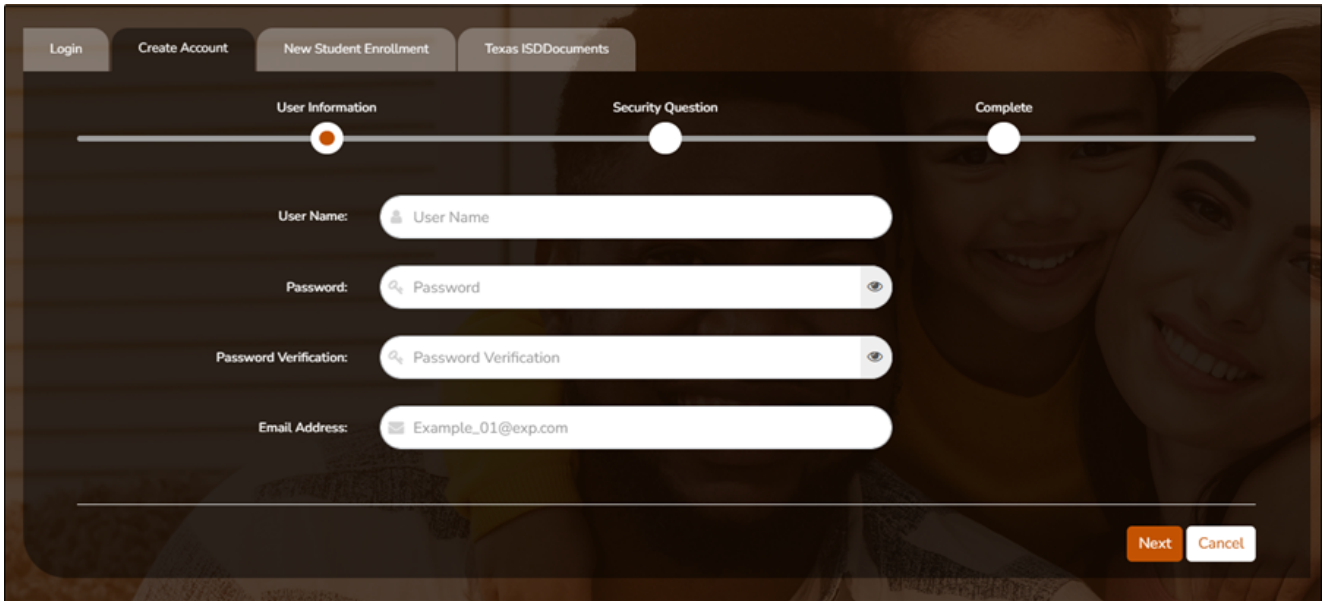 Login Create Account New Student Enrollment Texas ISDDocuments
User Information Security Question Complete
User Name: User Name
Password: Password
Password Verification: Password Verification
Email Address: Example_01@exp.com
Next Cancel